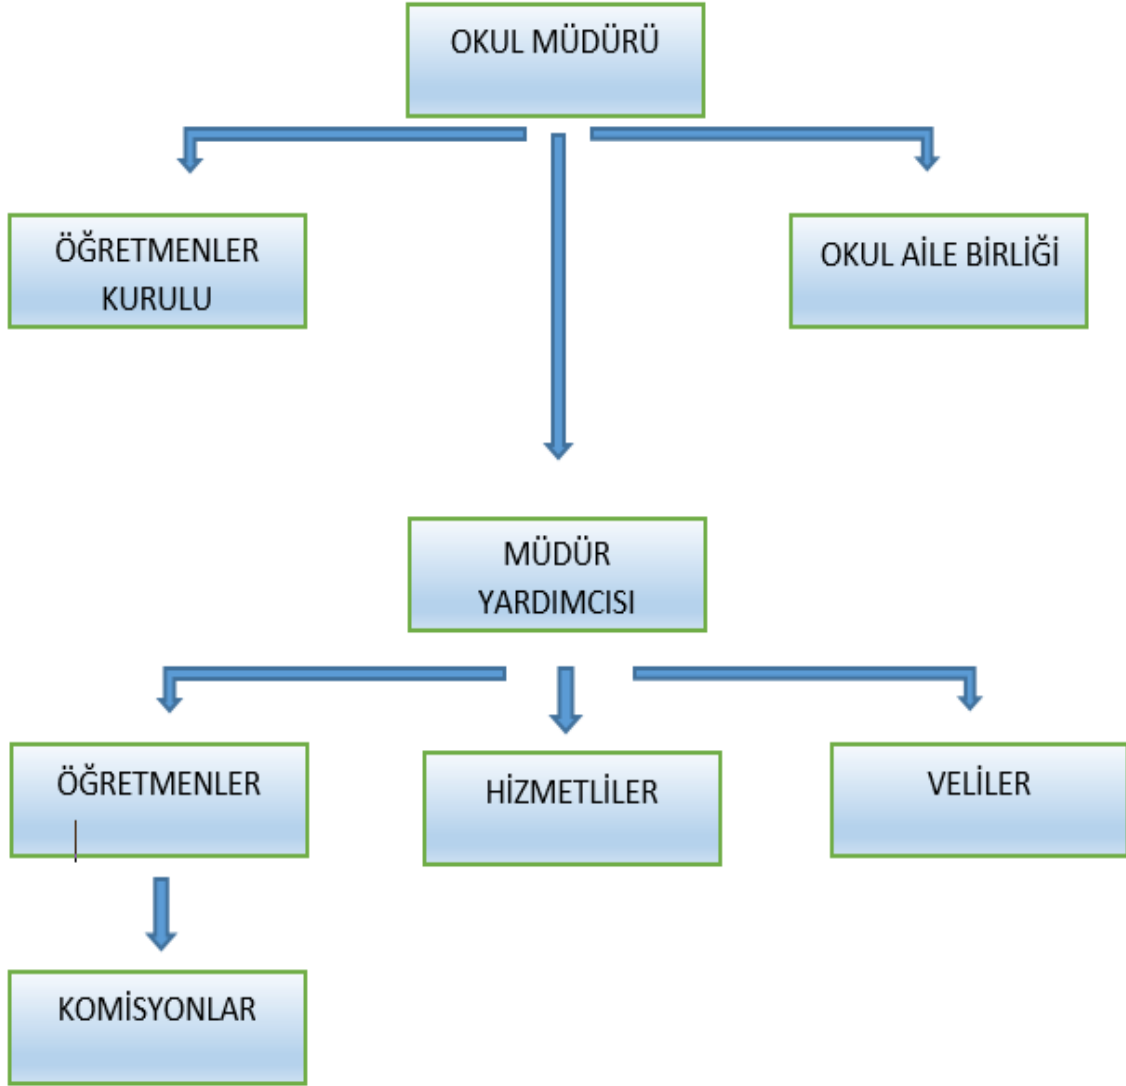 OKUL MÜDÜRÜ
ÖĞRETMENLER
KURULU
OKUL AİLE BİRLİĞİ
MÜDÜR
YARDIMCISI
ÖĞRETMENLER
HİZMETLİLER
VELİLER
KOMİSYONLAR